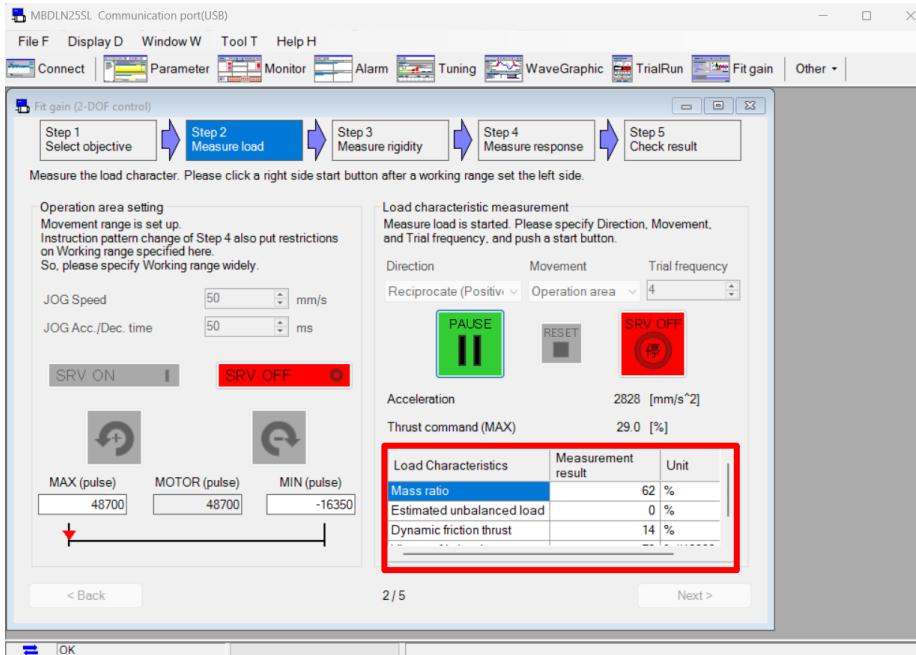 MBDLN25SL Communication port(USB)
File F Display D Window W Tool T Help H
Connect Parameter Monitor Alarm Tuning WaveGraphic TrialRun Fit gain Other
Fit gain (2-DOF control)
Step 1
Select objective
Step 2
Measure load
Step 3
Measure rigidity
Step 4
Measure response
Step 5
Check result
Measure the load character. Please click a right side start button after a working range set the left side.
Operation area setting
Movement range is set up.
Instruction pattern change of Step 4 also put restrictions
on Working range specified here.
So, please specify Working range widely.
JOG Speed 50 mm/s
JOG Acc./Dec. time 50 ms
SRV ON SRV OFF
MAX (pulse) MOTOR (pulse) MIN (pulse)
48700 48700 -16350
Load characteristic measurement
Measure load is started. Please specify Direction, Movement,
and Trial frequency, and push a start button.
Direction Movement Trial frequency
Reciprocate (Positiv Operation area 4
PAUSE RESET SRV OFF
停
Acceleration 2828 [mm/s^2]
Thrust command (MAX) 29.0 [%]
Load Characteristics Measurement
result Unit
Mass ratio 62 %
Estimated unbalanced load 0 %
Dynamic friction thrust 14 %
< Back 2 / 5 Next >
OK